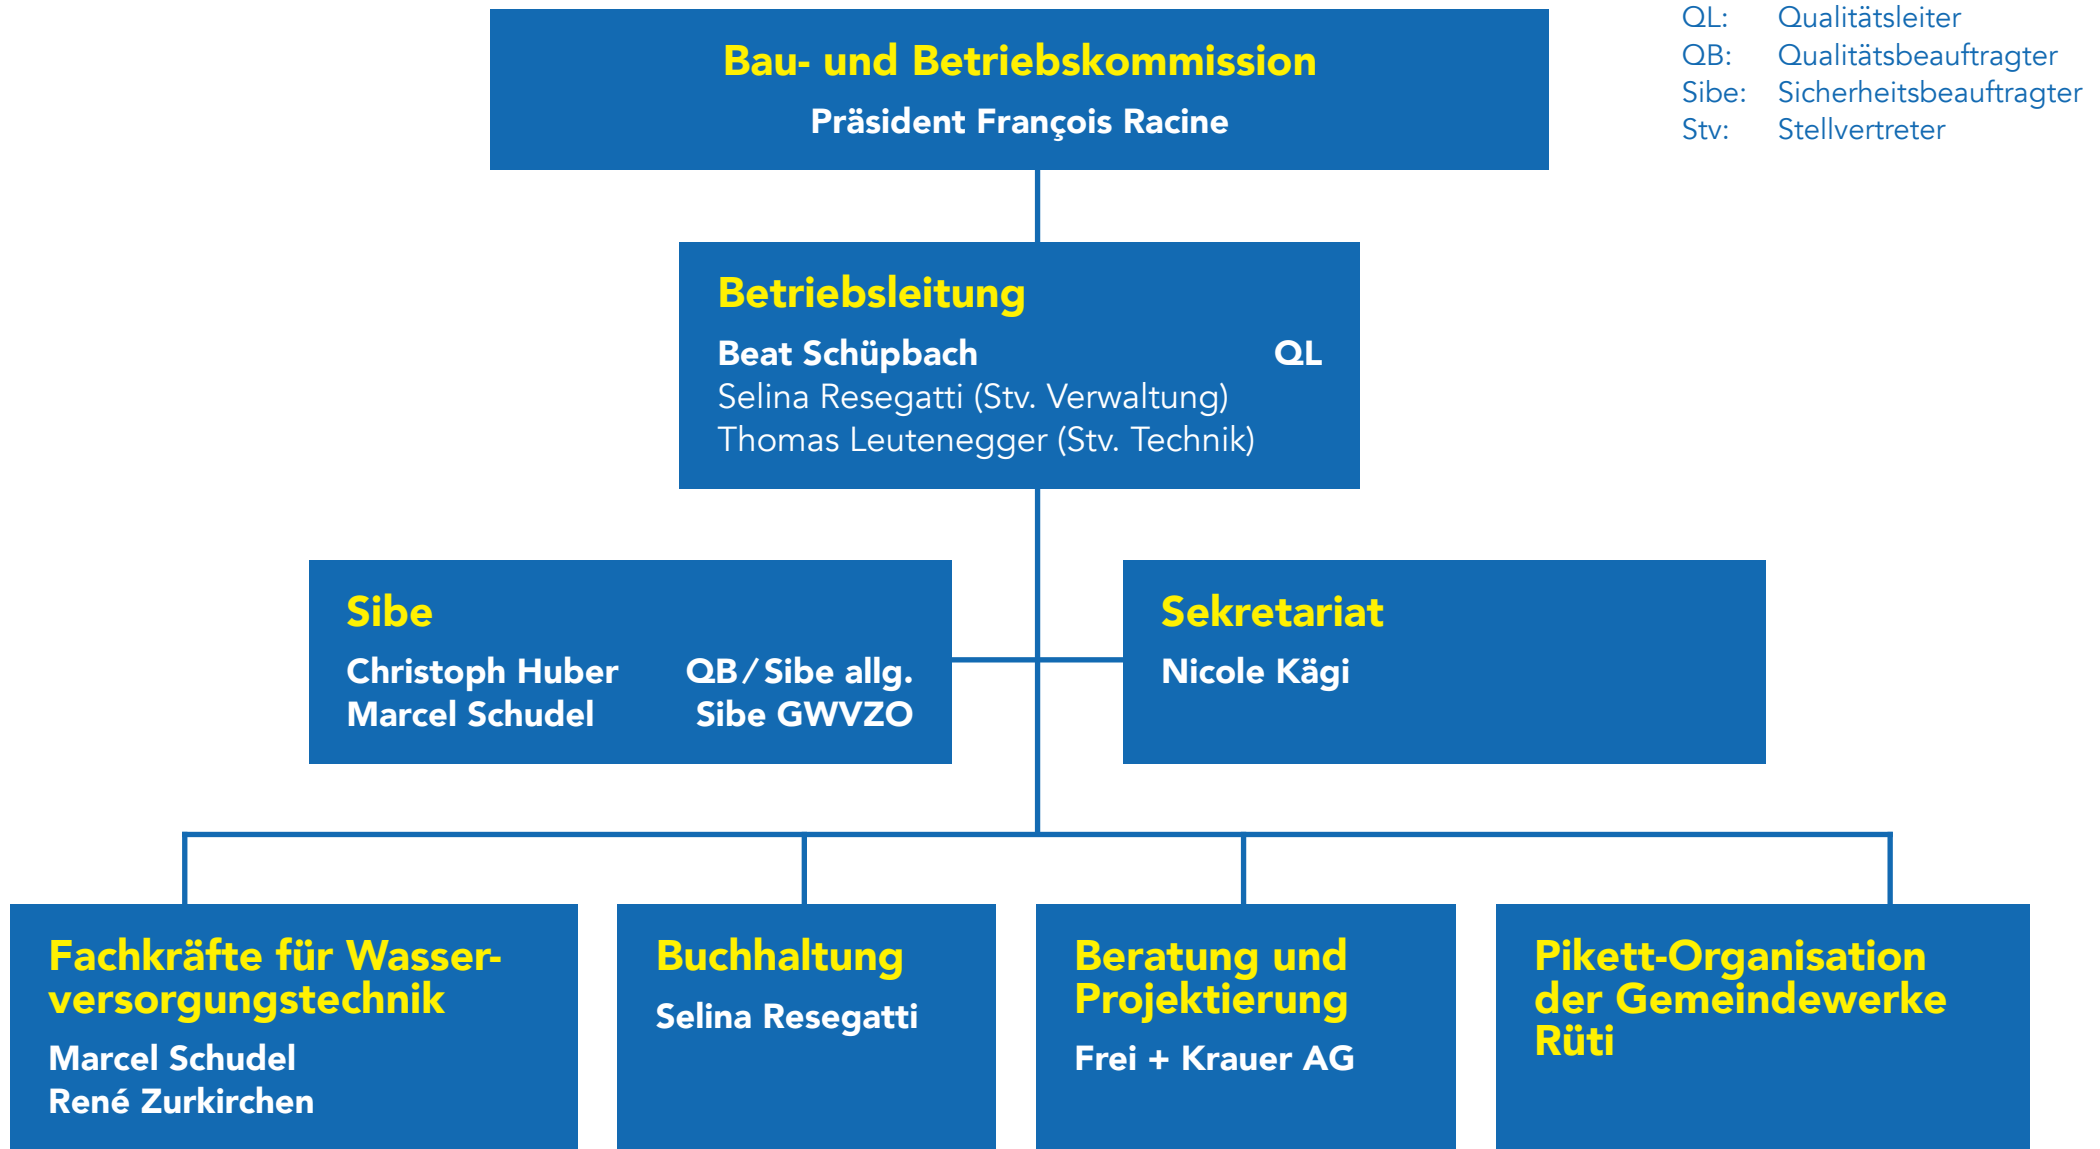 QL: Qualitätsleiter
QB: Qualitätsbeauftragter
Sibe: Sicherheitsbeauftragter
Stv: Stellvertreter
Bau- und Betriebskommission
Präsident François Racine
Betriebsleitung
Beat Schüpbach QL
Selina Resegatti (Stv. Verwaltung)
Thomas Leutenegger (Stv. Technik)
Sibe
Christoph Huber QB/Sibe allg.
Marcel Schudel Sibe GWVZO
Sekretariat
Nicole Kägi
Fachkräfte für Wasser-
versorgungstechnik
Marcel Schudel
René Zurkirchen
Buchhaltung
Selina Resegatti
Beratung und
Projektierung
Frei + Krauer AG
Pikett-Organisation
der Gemeindewerke
Rüti